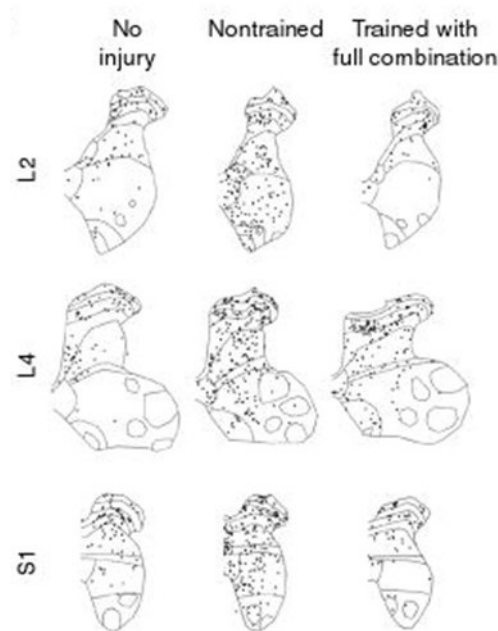 No
injury
Nontrained
Trained with
full combination
L2
L4
S1